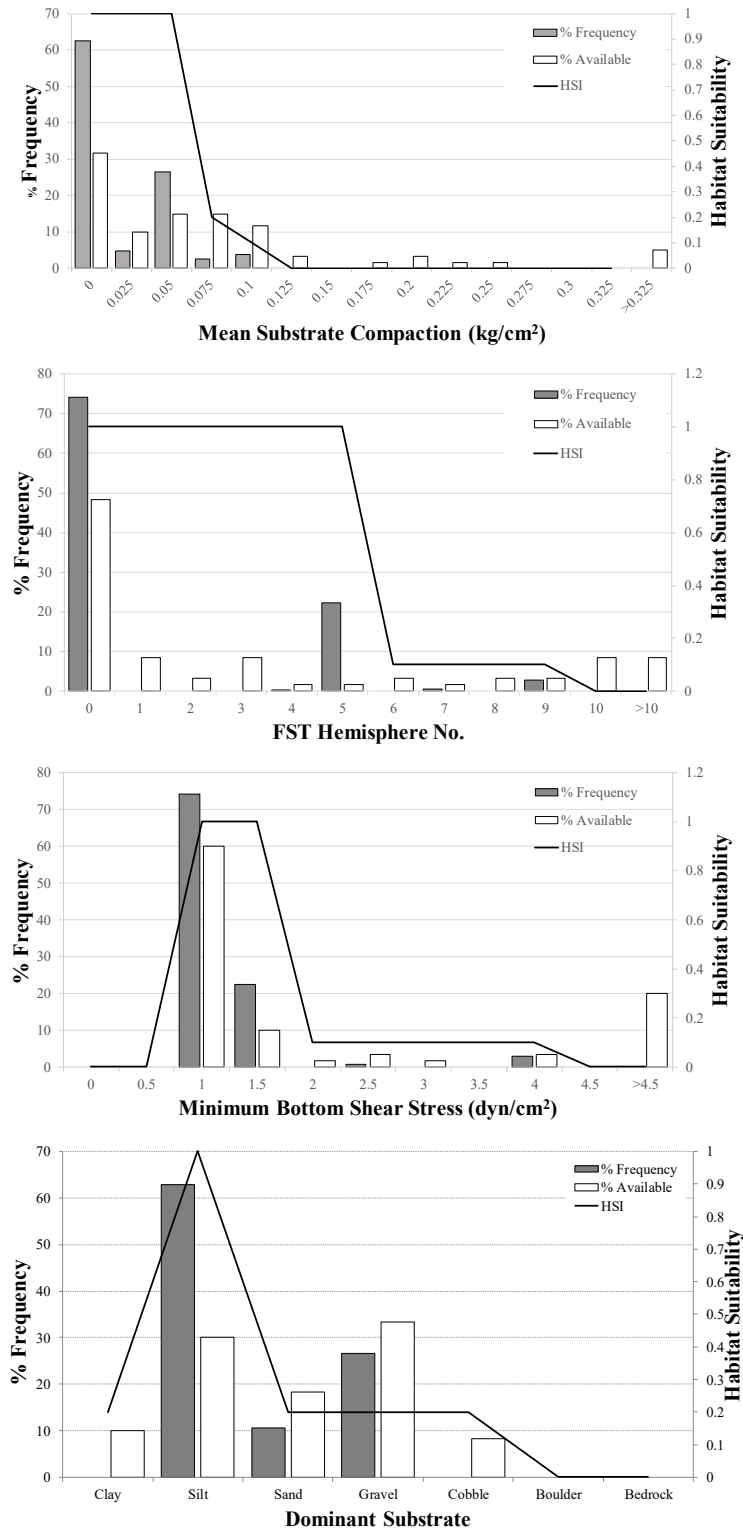 70
60
50
40
30
20
10
0
% Frequency
1
0.9
0.8
0.7
0.6
0.5
0.4
0.3
0.2
0.1
0
Habitat Suitability
% Frequency
% Available
HSI
0 0.025 0.05 0.075 0.1 0.125 0.15 0.175 0.2 0.225 0.25 0.275 0.3 0.325 >0.325
Mean Substrate Compaction (kg/cm²)
80
70
60
50
40
30
20
10
0
% Frequency
1.2
1
0.8
0.6
0.4
0.2
0
Habitat Suitability
% Frequency
% Available
HSI
0 1 2 3 4 5 6 7 8 9 10 >10
FST Hemisphere No.
80
70
60
50
40
30
20
10
0
% Frequency
1.2
1
0.8
0.6
0.4
0.2
0
Habitat Suitability
% Frequency
% Available
HSI
0 0.5 1 1.5 2 2.5 3 3.5 4 4.5 >4.5
Minimum Bottom Shear Stress (dyn/cm²)
70
60
50
40
30
20
10
0
% Frequency
1
0.9
0.8
0.7
0.6
0.5
0.4
0.3
0.2
0.1
0
Habitat Suitability
% Frequency
% Available
HSI
Clay Silt Sand Gravel Cobble Boulder Bedrock
Dominant Substrate